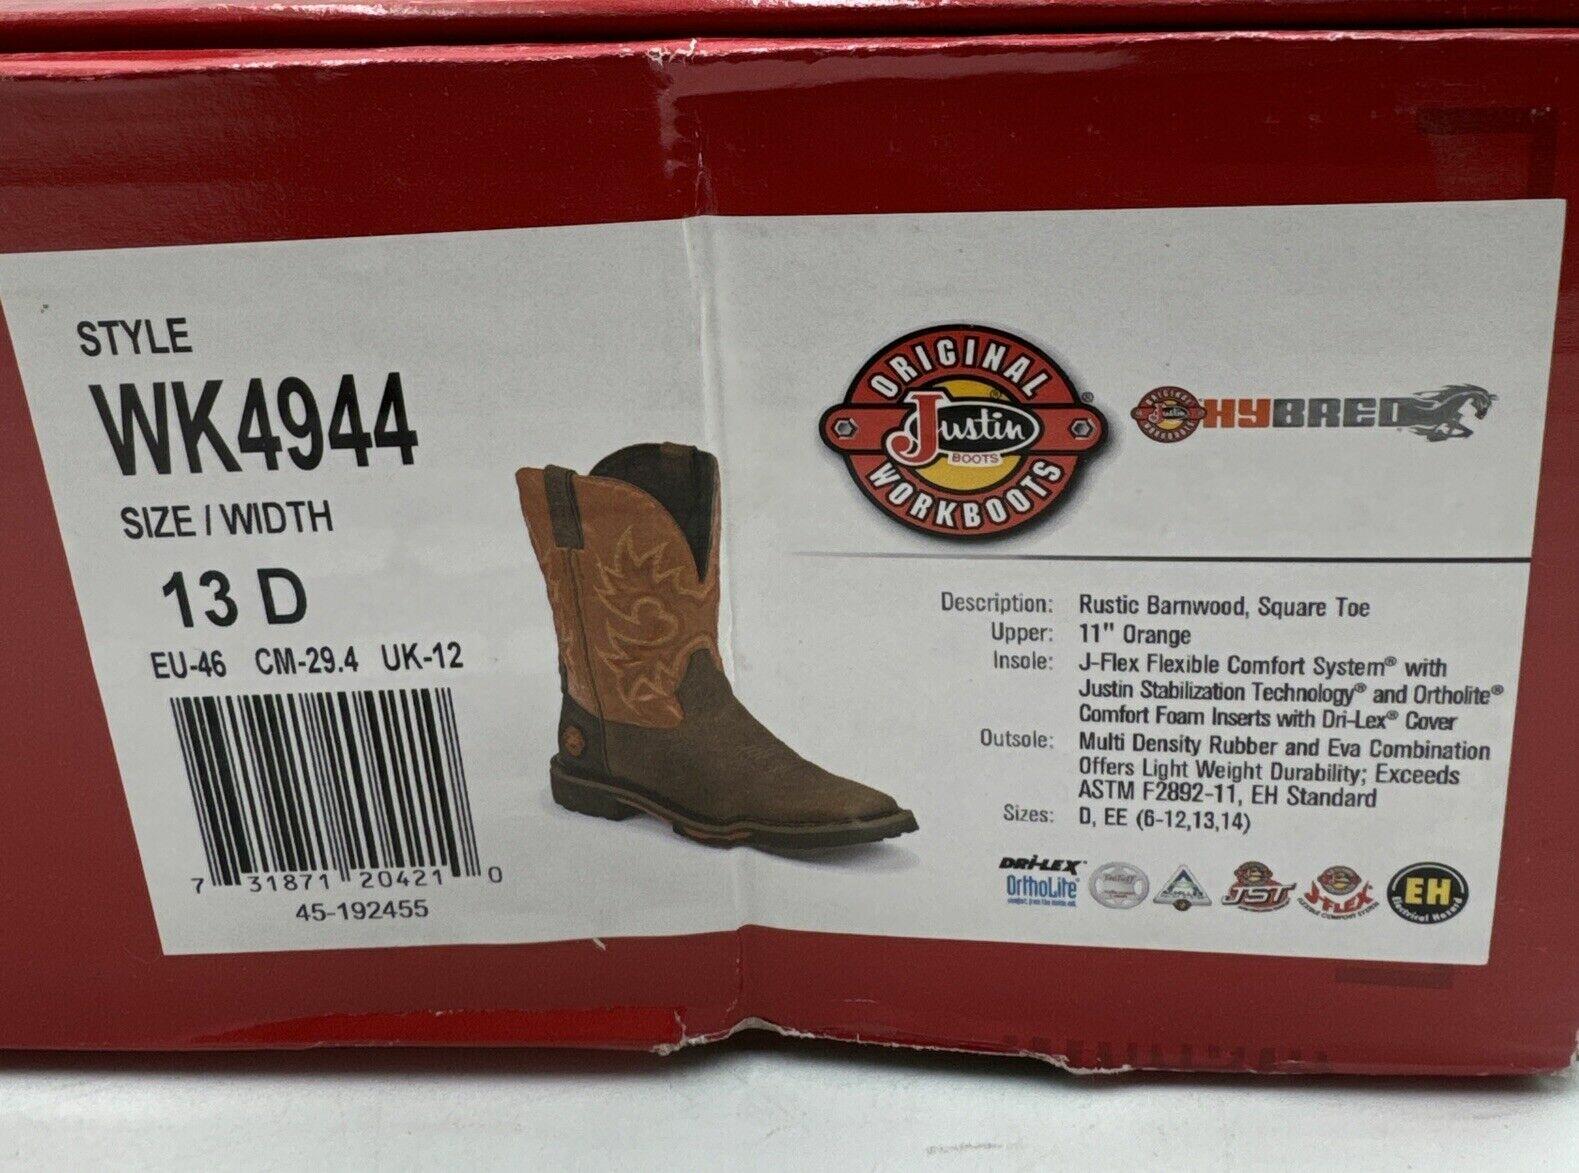 STYLE
WK4944
SIZE / WIDTH
13 D
EU-46 CM-29.4 UK-12
7 31871 20421 0
45-192455
ORIGINAL
Justin
BOOTS
WORKBOOTS
HYBRED
Description: Rustic Barnwood, Square Toe
Upper: 11" Orange
Insole: J-Flex Flexible Comfort System® with
Justin Stabilization Technology® and Ortholite®
Comfort Foam Inserts with Dri-Lex® Cover
Outsole: Multi Density Rubber and Eva Combination
Offers Light Weight Durability; Exceeds
ASTM F2892-11, EH Standard
Sizes: D, EE (6-12,13,14)
DRI-LEX
OrthoLite
JST
J-FLEX
EH
Electrical Hazard